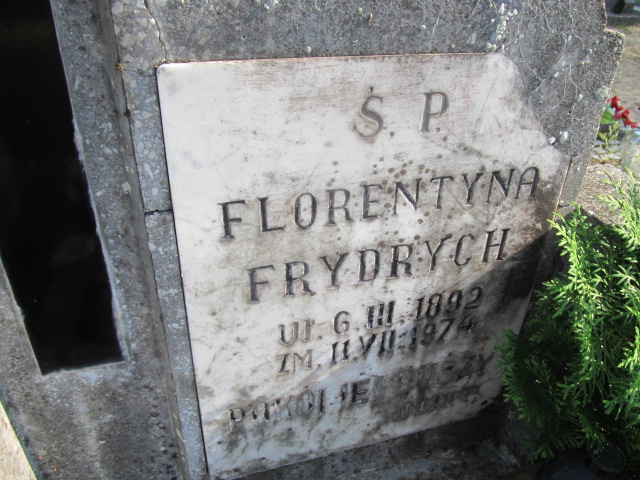 Ś. P.
FLORENTYNA
FRYDRYCH
UR. 6 III. 1892
ZM. 11.VII. 1974